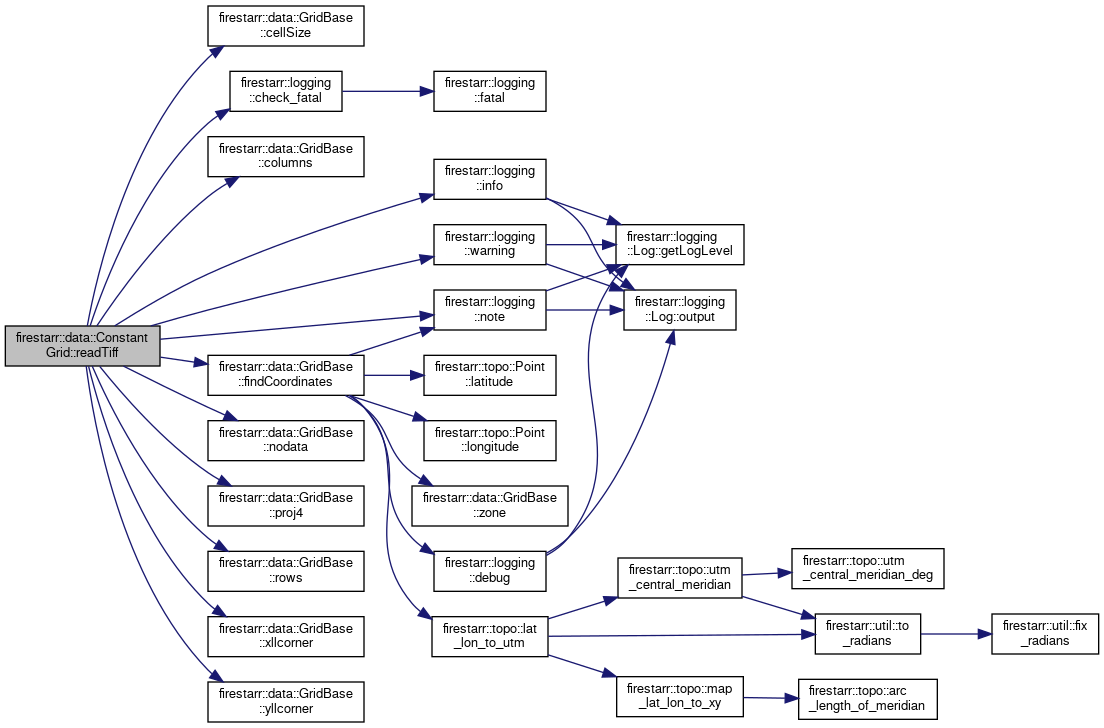 firestarr::data::GridBase
::cellSize
firestarr::logging
::check_fatal
firestarr::logging
::fatal
firestarr::data::GridBase
::columns
firestarr::logging
::info
firestarr::logging
::warning
firestarr::logging
::Log::getLogLevel
firestarr::logging
::note
firestarr::logging
::Log::output
firestarr::data::Constant
Grid::readTiff
firestarr::data::GridBase
::findCoordinates
firestarr::topo::Point
::latitude
firestarr::data::GridBase
::nodata
firestarr::topo::Point
::longitude
firestarr::data::GridBase
::proj4
firestarr::data::GridBase
::zone
firestarr::data::GridBase
::rows
firestarr::logging
::debug
firestarr::topo::utm
_central_meridian
firestarr::topo::utm
_central_meridian_deg
firestarr::data::GridBase
::xllcorner
firestarr::topo::lat
_lon_to_utm
firestarr::util::to
_radians
firestarr::util::fix
_radians
firestarr::data::GridBase
::yllcorner
firestarr::topo::map
_lat_lon_to_xy
firestarr::topo::arc
_length_of_meridian